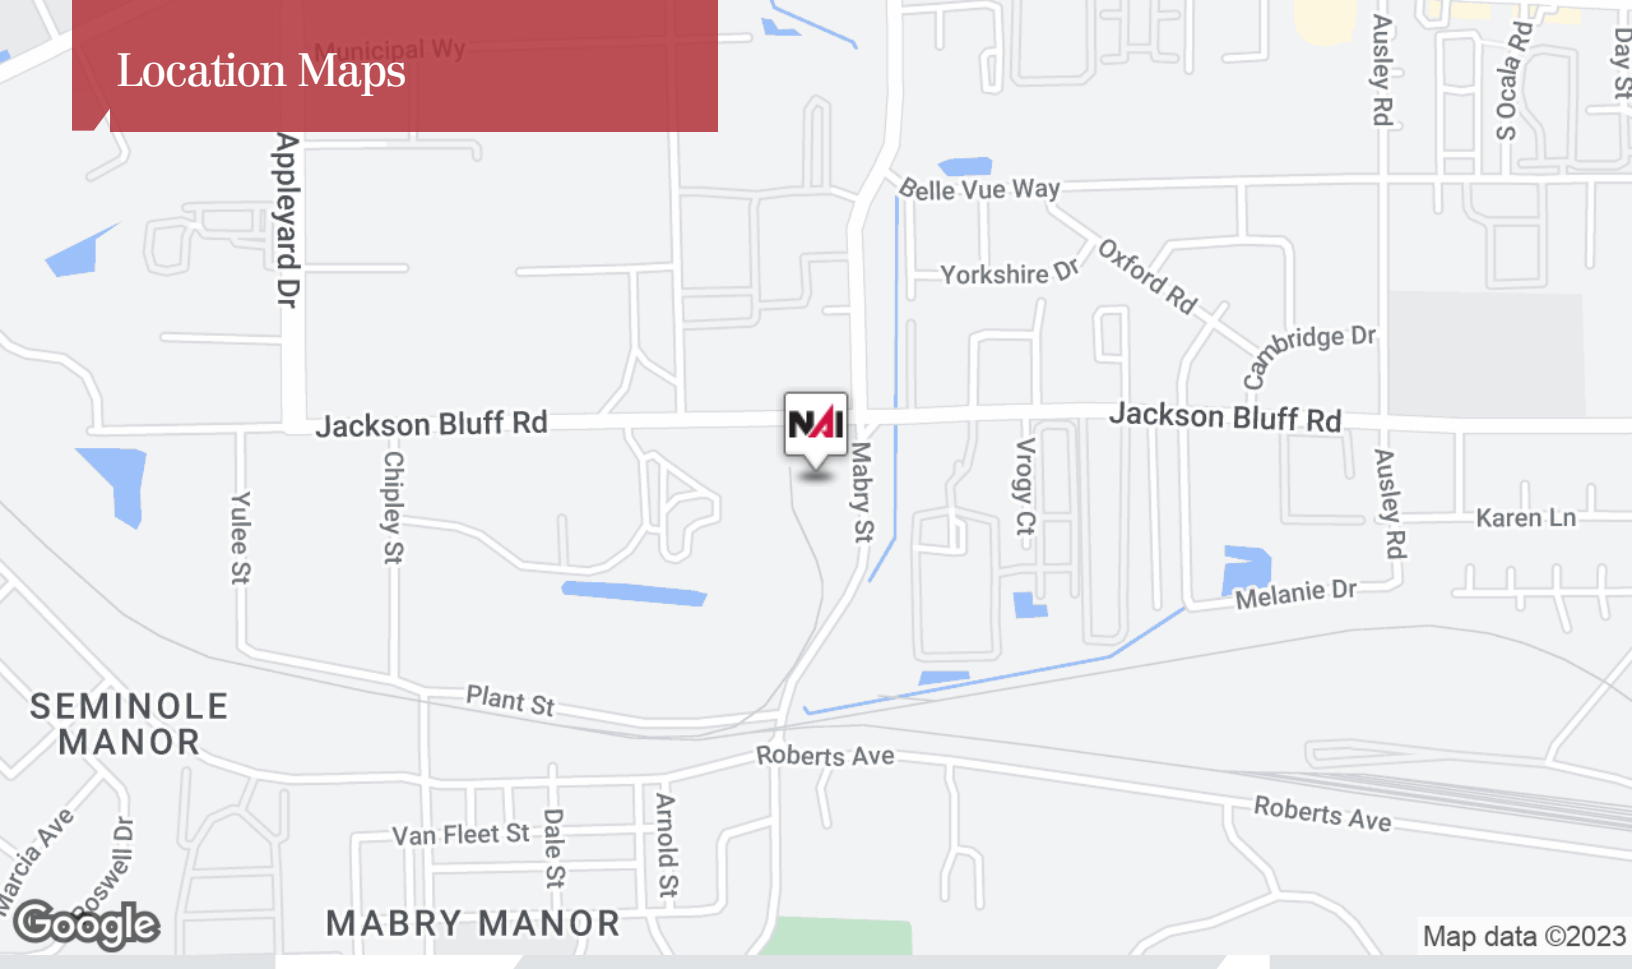 Municipal Wy
Location Maps
Appleyard Dr
Ausley Rd
S Ocala Rd
Day St
Belle Vue Way
Yorkshire Dr
Oxford Rd
Cambridge Dr
Jackson Bluff Rd
NAI
Jackson Bluff Rd
Chipley St
Yulee St
Mabry St
Vrogy Ct
Ausley Rd
Karen Ln
Melanie Dr
SEMINOLE
MANOR
Plant St
Roberts Ave
Roberts Ave
Marcia Ave
Roswell Dr
Van Fleet St
Dale St
Arnold St
MABRY MANOR
Google
Map data ©2023